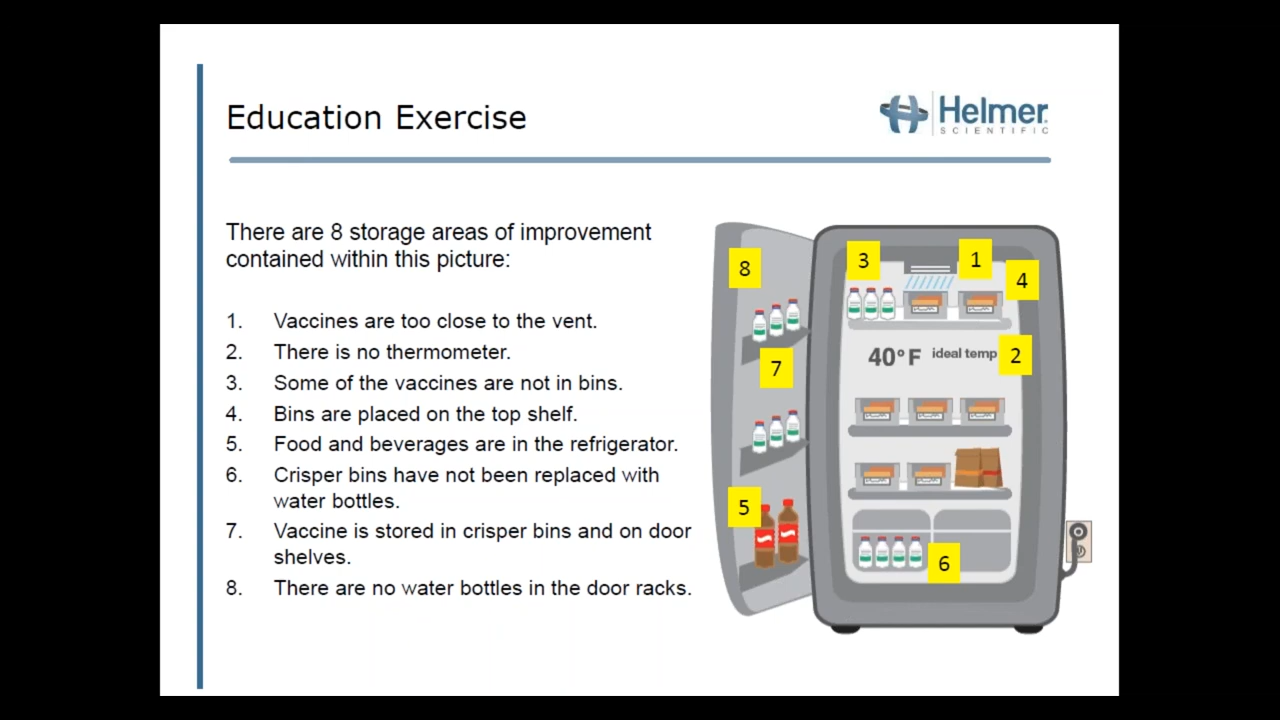 Education Exercise
Helmer
SCIENTIFIC
There are 8 storage areas of improvement
contained within this picture:
1. Vaccines are too close to the vent.
2. There is no thermometer.
3. Some of the vaccines are not in bins.
4. Bins are placed on the top shelf.
5. Food and beverages are in the refrigerator.
6. Crisper bins have not been replaced with
water bottles.
7. Vaccine is stored in crisper bins and on door
shelves.
8. There are no water bottles in the door racks.
8
3
1
4
40°F ideal temp
2
7
5
6